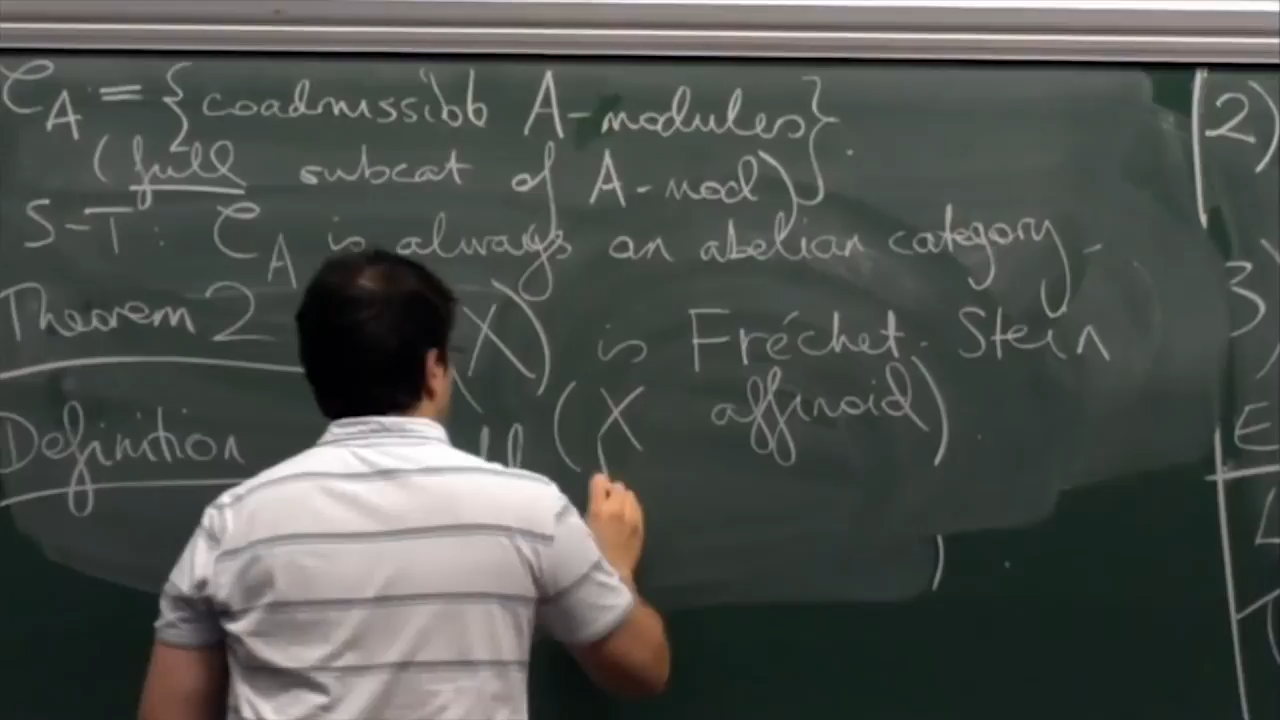 𝒞_A = {coadmissible A-modules}.
(full subcat of A-mod)
S-T: 𝒞_A is always an abelian category.
Theorem 2 X) is Fréchet-Stein
(X affinoid)
Definition
2)
3)
E